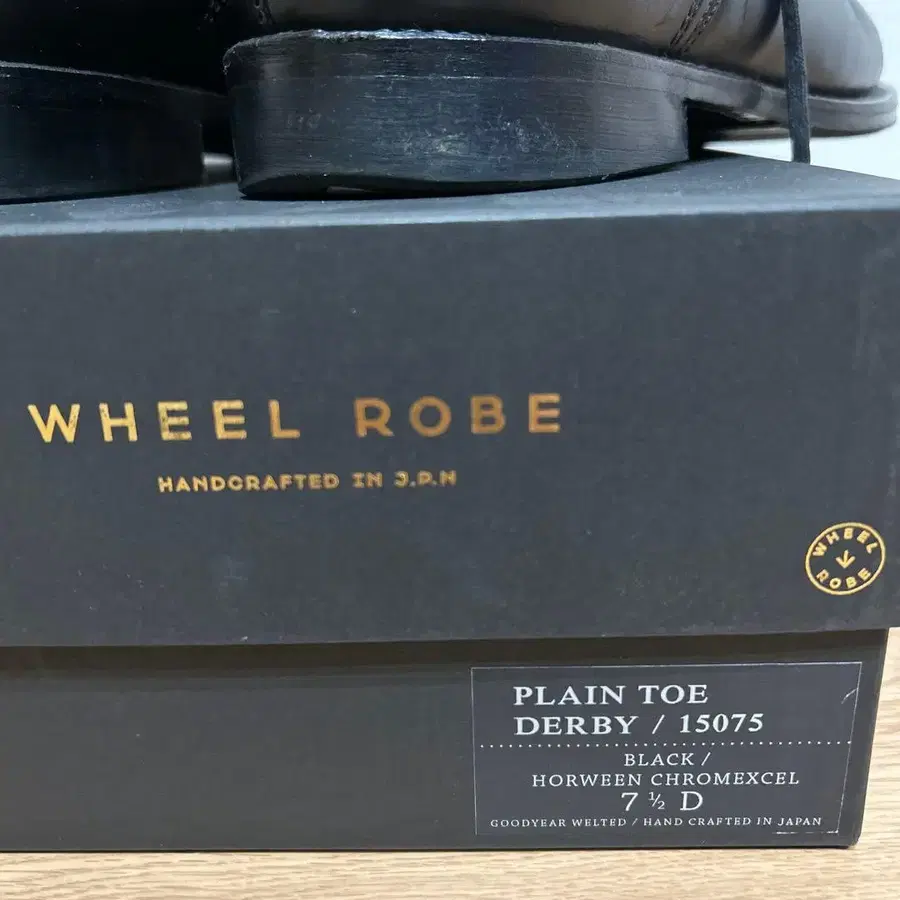 WHEEL ROBE
HANDCRAFTED IN J.P.N
WHEEL
ROBE
PLAIN TOE
DERBY / 15075
BLACK /
HORWEEN CHROMEXCEL
7 ½ D
GOODYEAR WELTED / HAND CRAFTED IN JAPAN